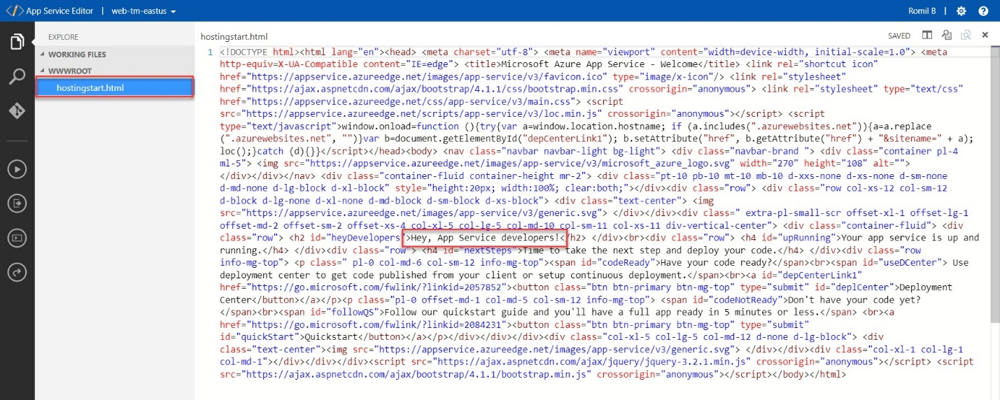 App Service Editor | web-tm-eastus
Romil B |
EXPLORE
WORKING FILES
WWWROOT
hostingstart.html
hostingstart.html
SAVED
1
<!DOCTYPE html><html lang="en"><head> <meta charset="utf-8"> <meta name="viewport" content="width=device-width, initial-scale=1.0"> <meta
http-equiv=X-UA-Compatible content="IE=edge"> <title>Microsoft Azure App Service - Welcome</title> <link rel="shortcut icon"
href="https://appservice.azureedge.net/images/app-service/v3/favicon.ico" type="image/x-icon"/> <link rel="stylesheet"
href="https://ajax.aspnetcdn.com/ajax/bootstrap/4.1.1/css/bootstrap.min.css" crossorigin="anonymous"> <link rel="stylesheet" type="text/css"
href="https://appservice.azureedge.net/css/app-service/v3/main.css"> <script
src="https://appservice.azureedge.net/scripts/app-service/v3/loc.min.js" crossorigin="anonymous"></script> <script
type="text/javascript">window.onload=function (){try{var a=window.location.hostname; if (a.includes(".azurewebsites.net")){a=a.replace
(".azurewebsites.net", "")}var b=document.getElementById("depCenterLink1"); b.setAttribute("href", b.getAttribute("href") + "&sitename=" + a);
loc();}catch (d){}}</script></head><body> <nav class="navbar navbar-light bg-light"> <div class="navbar-brand "> <div class="container pl-4
ml-5"> <img src="https://appservice.azureedge.net/images/app-service/v3/microsoft_azure_logo.svg" width="270" height="108" alt="">
</div></div></nav> <div class="container-fluid container-height mr-2"> <div class="pt-10 pb-10 mt-10 mb-10 d-xxs-none d-xs-none d-sm-none
d-md-none d-lg-block d-xl-block" style="height:20px; width:100%; clear:both;"></div><div class="row"> <div class="row col-xs-12 col-sm-12
d-block d-lg-none d-xl-none d-md-block d-sm-block d-xs-block"> <div class="text-center"> <img
src="https://appservice.azureedge.net/images/app-service/v3/generic.svg"> </div></div><div class=" extra-pl-small-scr offset-xl-1 offset-lg-1
offset-md-2 offset-sm-2 offset-xs-4 col-xl-5 col-lg-5 col-md-10 col-sm-11 col-xs-11 div-vertical-center"> <div class="container-fluid"> <div
class="row"> <h2 id="heyDevelopers">Hey, App Service developers!</h2> </div><br><div class="row"> <h4 id="upRunning">Your app service is up and
running.</h4> </div><div class="row"> <h4 id="nextSteps">Time to take the next step and deploy your code.</h4> </div><div class="row
info-mg-top"> <p class=" pl-0 col-md-6 col-sm-12 info-mg-top"><span id="codeReady">Have your code ready?</span><br><span id="useDCenter"> Use
deployment center to get code published from your client or setup continuous deployment.</span><br><a id="depCenterLink1"
href="https://go.microsoft.com/fwlink/?linkid=2057852"><button class="btn btn-primary btn-mg-top" type="submit" id="deplCenter">Deployment
Center</button></a></p><p class="pl-0 offset-md-1 col-md-5 col-sm-12 info-mg-top"> <span id="codeNotReady">Don't have your code yet?
</span><br><span id="followQS">Follow our quickstart guide and you'll have a full app ready in 5 minutes or less.</span> <br><a
href="https://go.microsoft.com/fwlink/?linkid=2084231"><button class="btn btn-primary btn-mg-top" type="submit"
id="quickStart">Quickstart</button></a></p></div></div></div><div class="col-xl-5 col-lg-5 col-md-12 d-none d-lg-block"> <div
class="text-center"><img src="https://appservice.azureedge.net/images/app-service/v3/generic.svg"> </div></div><div class="col-xl-1 col-lg-1
col-md-1"></div></div></div><script src="https://ajax.aspnetcdn.com/ajax/jquery/jquery-3.2.1.min.js" crossorigin="anonymous"></script> <script
src="https://ajax.aspnetcdn.com/ajax/bootstrap/4.1.1/bootstrap.min.js" crossorigin="anonymous"></script></body></html>